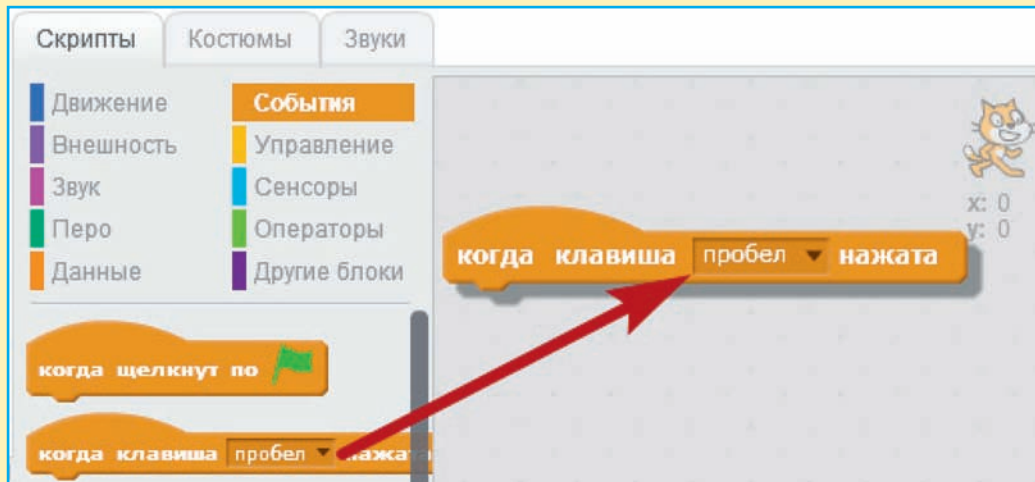 Скрипты Костюмы Звуки
Движение События
Внешность Управление
Звук Сенсоры
Перо Операторы
Данные Другие блоки
x: 0
y: 0
когда клавиша пробел нажата
когда щелкнут по
когда клавиша пробел нажата